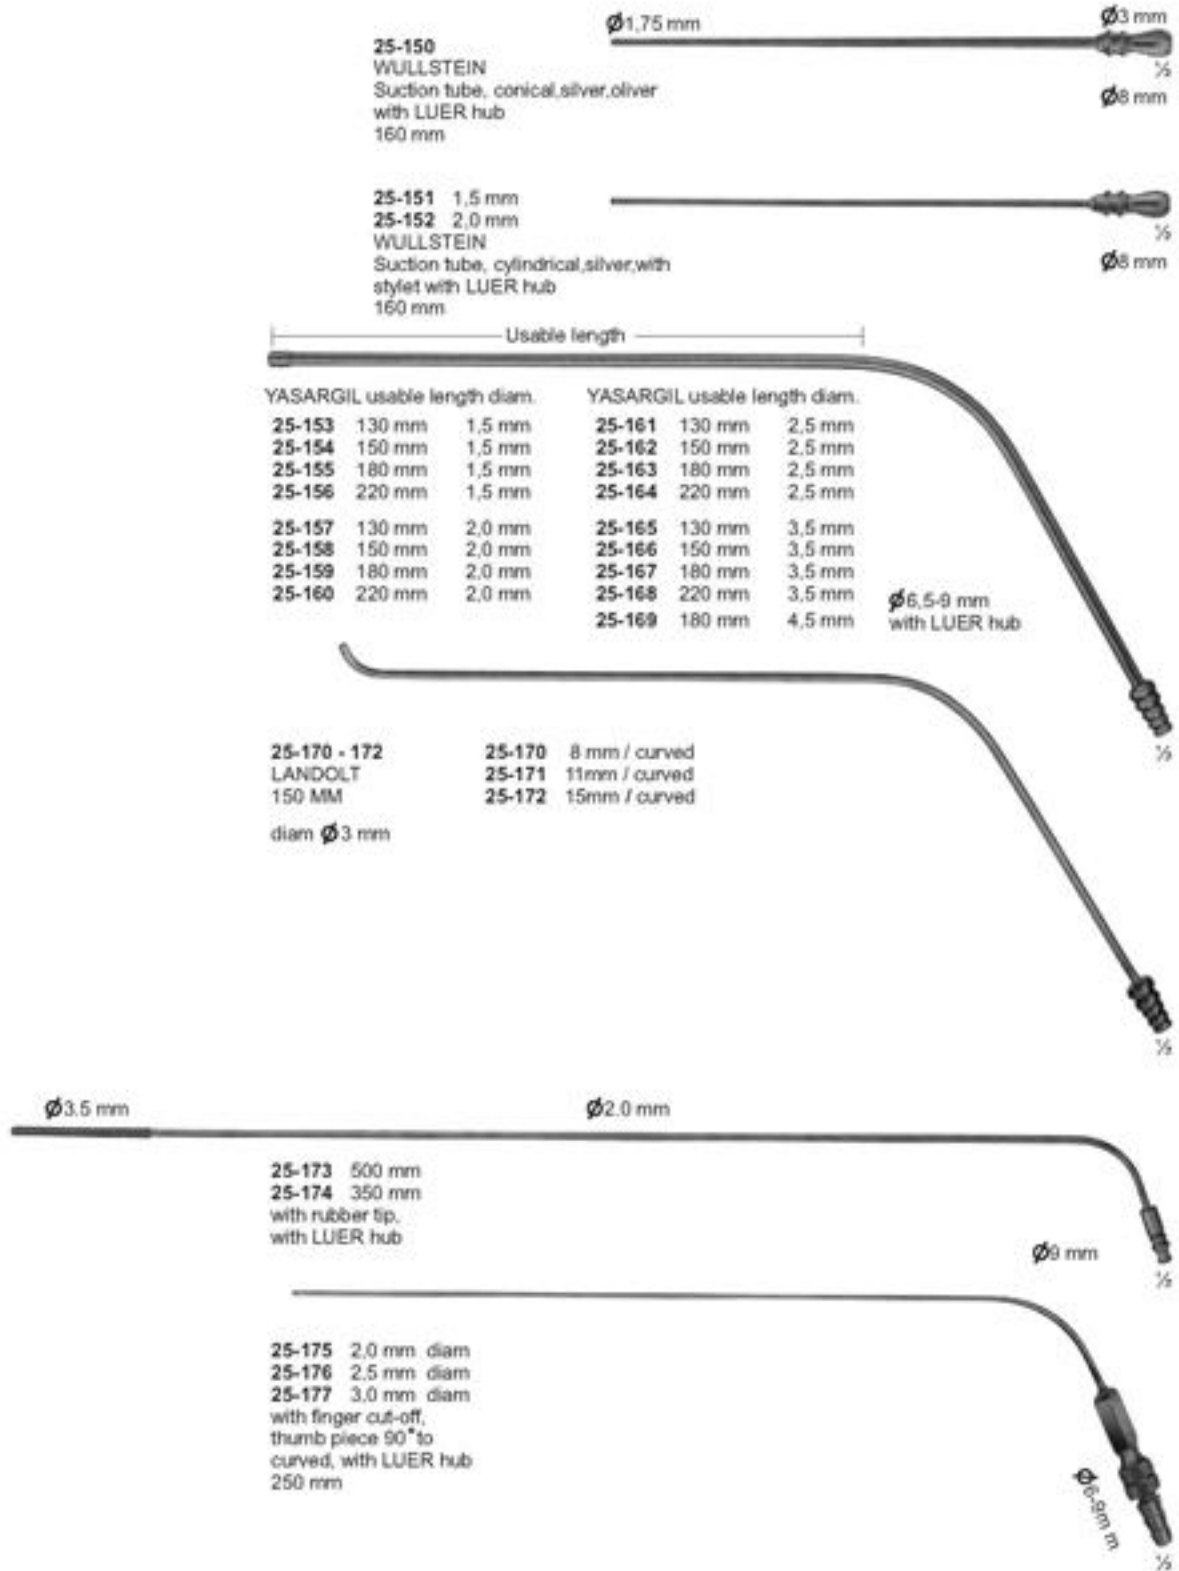 Ø1,75 mm
Ø3 mm
25-150
WULLSTEIN
Suction tube, conical,silver,oliver
with LUER hub
160 mm
½
Ø8 mm
25-151 1,5 mm
25-152 2,0 mm
WULLSTEIN
Suction tube, cylindrical,silver,with
stylet with LUER hub
160 mm
½
Ø8 mm
Usable length
YASARGIL usable length diam.
25-153 130 mm 1,5 mm
25-154 150 mm 1,5 mm
25-155 180 mm 1,5 mm
25-156 220 mm 1,5 mm
25-157 130 mm 2,0 mm
25-158 150 mm 2,0 mm
25-159 180 mm 2,0 mm
25-160 220 mm 2,0 mm
YASARGIL usable length diam.
25-161 130 mm 2,5 mm
25-162 150 mm 2,5 mm
25-163 180 mm 2,5 mm
25-164 220 mm 2,5 mm
25-165 130 mm 3,5 mm
25-166 150 mm 3,5 mm
25-167 180 mm 3,5 mm
25-168 220 mm 3,5 mm
25-169 180 mm 4,5 mm
Ø6,5-9 mm
with LUER hub
½
25-170 - 172
LANDOLT
150 MM
diam Ø3 mm
25-170 8 mm / curved
25-171 11mm / curved
25-172 15mm / curved
½
Ø3.5 mm
Ø2.0 mm
25-173 500 mm
25-174 350 mm
with rubber tip,
with LUER hub
Ø9 mm
½
25-175 2,0 mm diam
25-176 2,5 mm diam
25-177 3,0 mm diam
with finger cut-off,
thumb piece 90°to
curved, with LUER hub
250 mm
Ø6-9m m
½